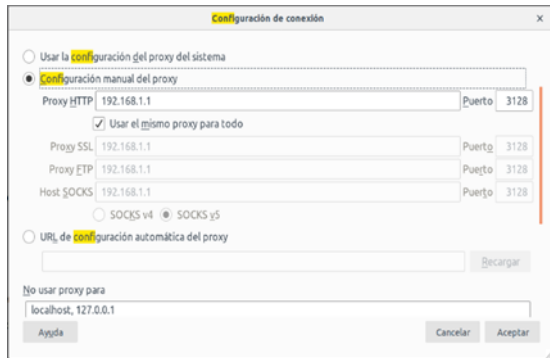 Configuración de conexión x
Usar la configuración del proxy del sistema
Configuración manual del proxy
Proxy HTTP 192.168.1.1 Puerto 3128
Usar el mismo proxy para todo
Proxy SSL 192.168.1.1 Puerto 3128
Proxy FTP 192.168.1.1 Puerto 3128
Host SOCKS 192.168.1.1 Puerto 3128
SOCKS v4 SOCKS v5
URL de configuración automática del proxy
Recargar
No usar proxy para
localhost, 127.0.0.1
Ayuda Cancelar Aceptar